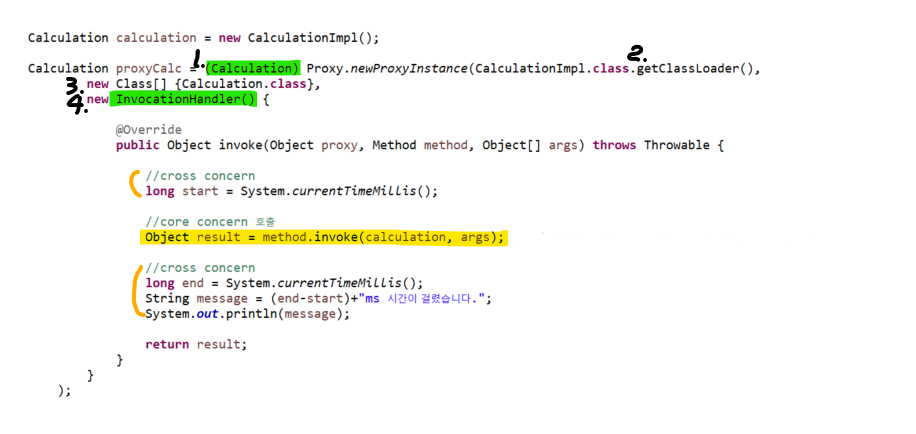 Calculation calculation = new CalculationImpl();
1. 2.
Calculation proxyCalc = (Calculation) Proxy.newProxyInstance(CalculationImpl.class.getClassLoader(),
3. new Class[] {Calculation.class},
4. new InvocationHandler() {
@Override
public Object invoke(Object proxy, Method method, Object[] args) throws Throwable {
//cross concern
long start = System.currentTimeMillis();
//core concern 호출
Object result = method.invoke(calculation, args);
//cross concern
long end = System.currentTimeMillis();
String message = (end-start)+"ms 시간이 걸렸습니다.";
System.out.println(message);
return result;
}
}
);